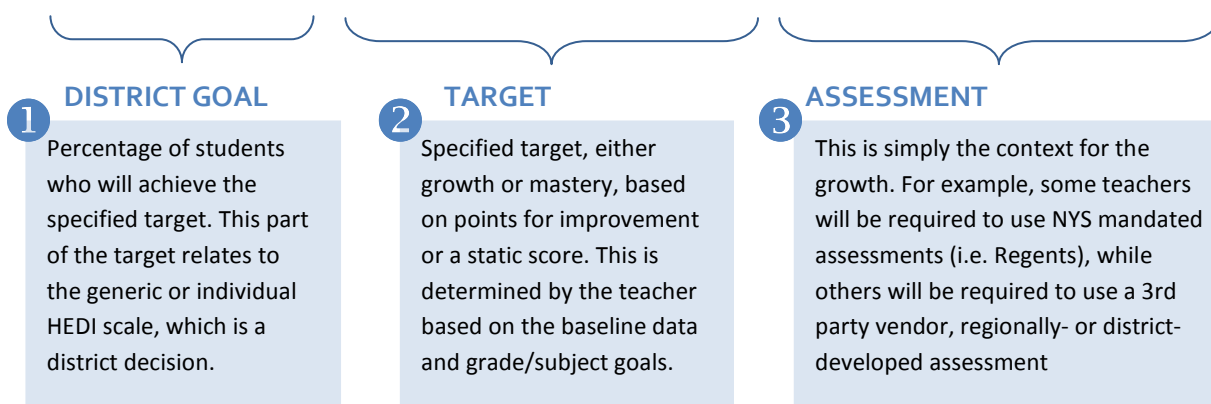 1 DISTRICT GOAL
Percentage of students
who will achieve the
specified target. This part
of the target relates to
the generic or individual
HEDI scale, which is a
district decision.
2 TARGET
Specified target, either
growth or mastery, based
on points for improvement
or a static score. This is
determined by the teacher
based on the baseline data
and grade/subject goals.
3 ASSESSMENT
This is simply the context for the
growth. For example, some teachers
will be required to use NYS mandated
assessments (i.e. Regents), while
others will be required to use a 3rd
party vendor, regionally- or district-
developed assessment